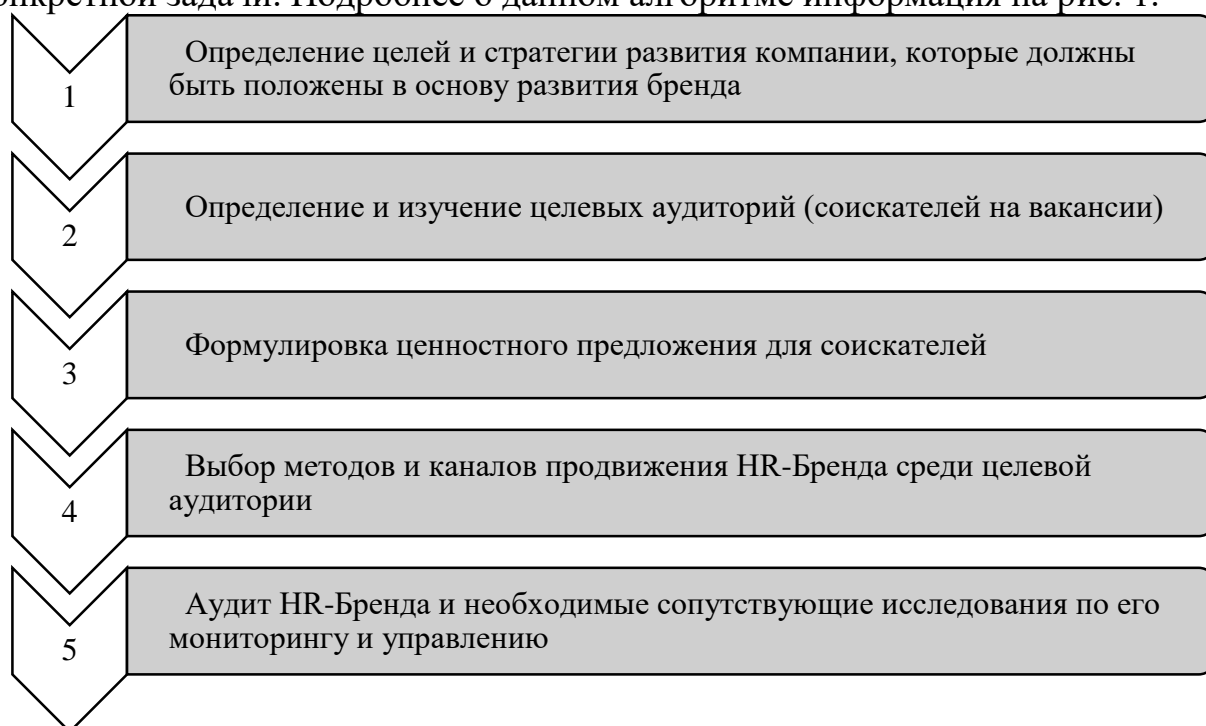 конкретной задачи. Подробнее о данном алгоритме информация на рис. 1.
1
Определение целей и стратегии развития компании, которые должны
быть положены в основу развития бренда
2
Определение и изучение целевых аудиторий (соискателей на вакансии)
3
Формулировка ценностного предложения для соискателей
4
Выбор методов и каналов продвижения HR-Бренда среди целевой
аудитории
5
Аудит HR-Бренда и необходимые сопутствующие исследования по его
мониторингу и управлению